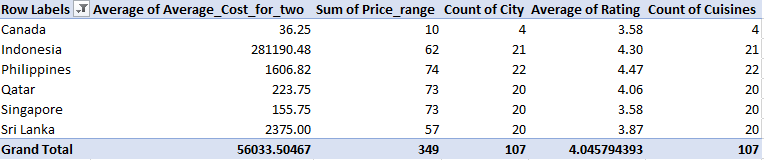 Row Labels Average of Average_Cost_for_two Sum of Price_range Count of City Average of Rating Count of Cuisines
Canada 36.25 10 4 3.58 4
Indonesia 281190.48 62 21 4.30 21
Philippines 1606.82 74 22 4.47 22
Qatar 223.75 73 20 4.06 20
Singapore 155.75 73 20 3.58 20
Sri Lanka 2375.00 57 20 3.87 20
Grand Total 56033.50467 349 107 4.045794393 107